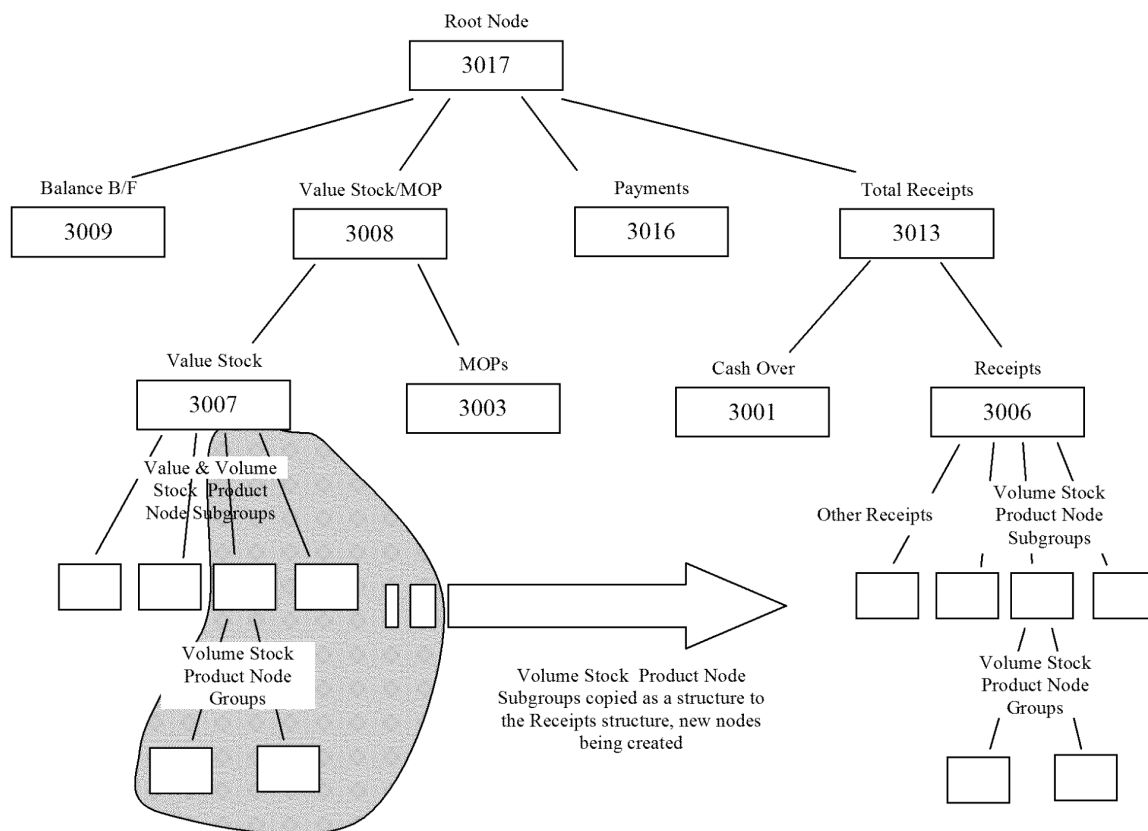 Root Node
3017
Balance B/F
Value Stock/MOP
Payments
Total Receipts
3009
3008
3016
3013
Value Stock
MOPs
Cash Over
Receipts
3007
3003
3001
3006
Value & Volume
Stock Product
Node Subgroups
Other Receipts
Volume Stock
Product Node
Subgroups
Volume Stock
Product Node
Groups
Volume Stock Product Node
Subgroups copied as a structure to
the Receipts structure, new nodes
being created
Volume Stock
Product Node
Groups